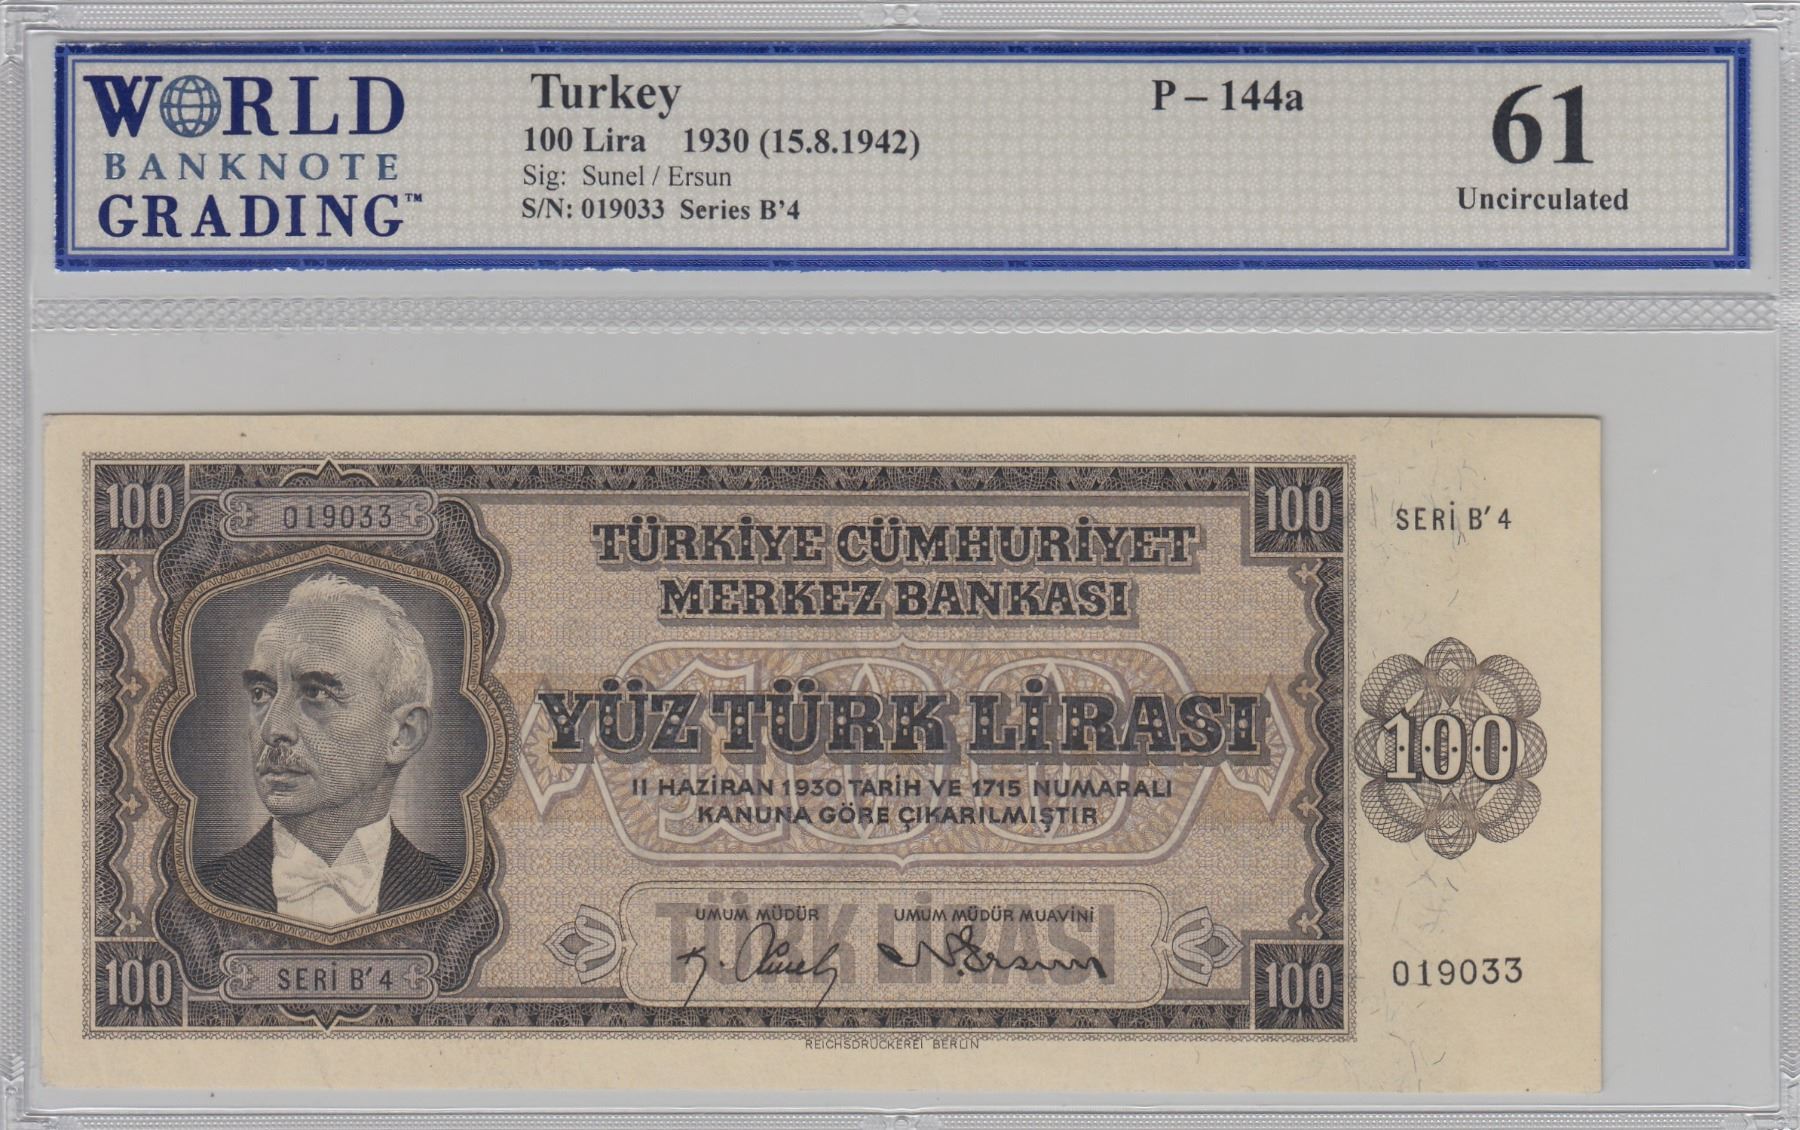 WORLD
BANKNOTE
GRADING™
Turkey
100 Lira 1930 (15.8.1942)
Sig: Sunel / Ersun
S/N: 019033 Series B'4
P – 144a
61
Uncirculated
100
019033
100
SERİ B' 4
TÜRKİYE CÜMHURİYET
MERKEZ BANKASI
100
YÜZ TÜRK LİRASI
100
II HAZİRAN 1930 TARİH VE 1715 NUMARALI
KANUNA GÖRE ÇIKARILMIŞTIR
TÜRK LİRASI
UMUM MÜDÜR UMUM MÜDÜR MUAVİNİ
K. Sunel N. Ersun
100
SERİ B' 4
100
019033
REICHSDRUCKEREI BERLIN